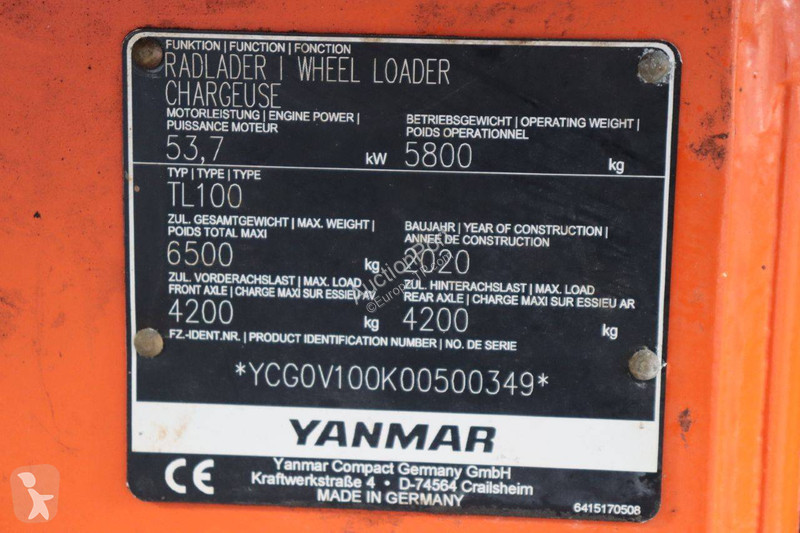 FUNKTION | FUNCTION | FONCTION
RADLADER | WHEEL LOADER
CHARGEUSE
MOTORLEISTUNG | ENGINE POWER |
PUISSANCE MOTEUR
53,7 kW
BETRIEBSGEWICHT | OPERATING WEIGHT |
POIDS OPERATIONNEL
5800 kg
TYP | TYPE | TYPE
TL100
ZUL. GESAMTGEWICHT | MAX. WEIGHT |
POIDS TOTAL MAXI
6500 kg
BAUJAHR | YEAR OF CONSTRUCTION |
ANNEE DE CONSTRUCTION
2020
ZUL. VORDERACHSLAST | MAX. LOAD
FRONT AXLE | CHARGE MAXI SUR ESSIEU AV
4200 kg
ZUL. HINTERACHSLAST | MAX. LOAD
REAR AXLE | CHARGE MAXI SUR ESSIEU AR
4200 kg
FZ.-IDENT.NR. | PRODUCT IDENTIFICATION NUMBER | NO. DE SERIE
*YCG0V100K00500349*
YANMAR
CE
Yanmar Compact Germany GmbH
Kraftwerkstraße 4 • D-74564 Crailsheim
MADE IN GERMANY
6415170508